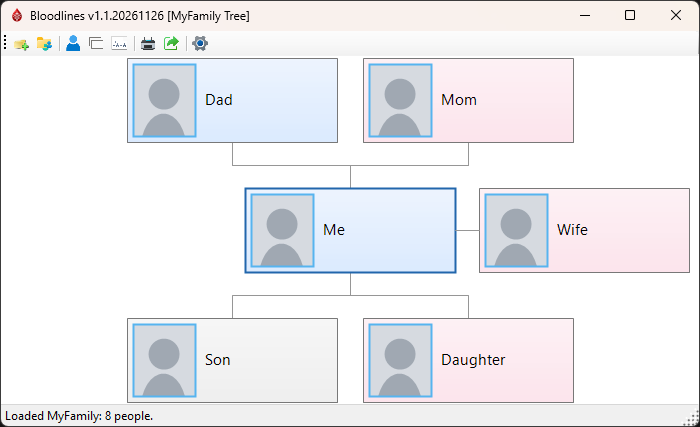 Bloodlines v1.1.20261126 [MyFamily Tree]
Dad
Mom
Me
Wife
Son
Daughter
Loaded MyFamily: 8 people.